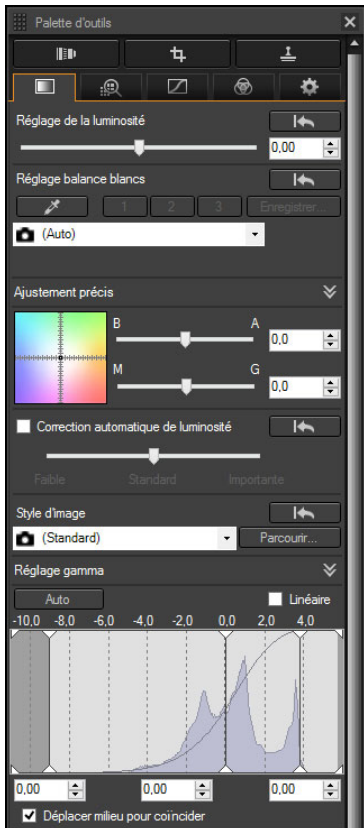 Palette d'outils
Réglage de la luminosité
0,00
Réglage balance blancs
1 2 3 Enregistrer...
(Auto)
Ajustement précis
B A
0,0
M G
0,0
Correction automatique de luminosité
Faible Standard Importante
Style d'image
(Standard) Parcourir...
Réglage gamma
Auto Linéaire
-10,0 -8,0 -6,0 -4,0 -2,0 0,0 2,0 4,0
0,00 0,00 0,00
Déplacer milieu pour coïncider